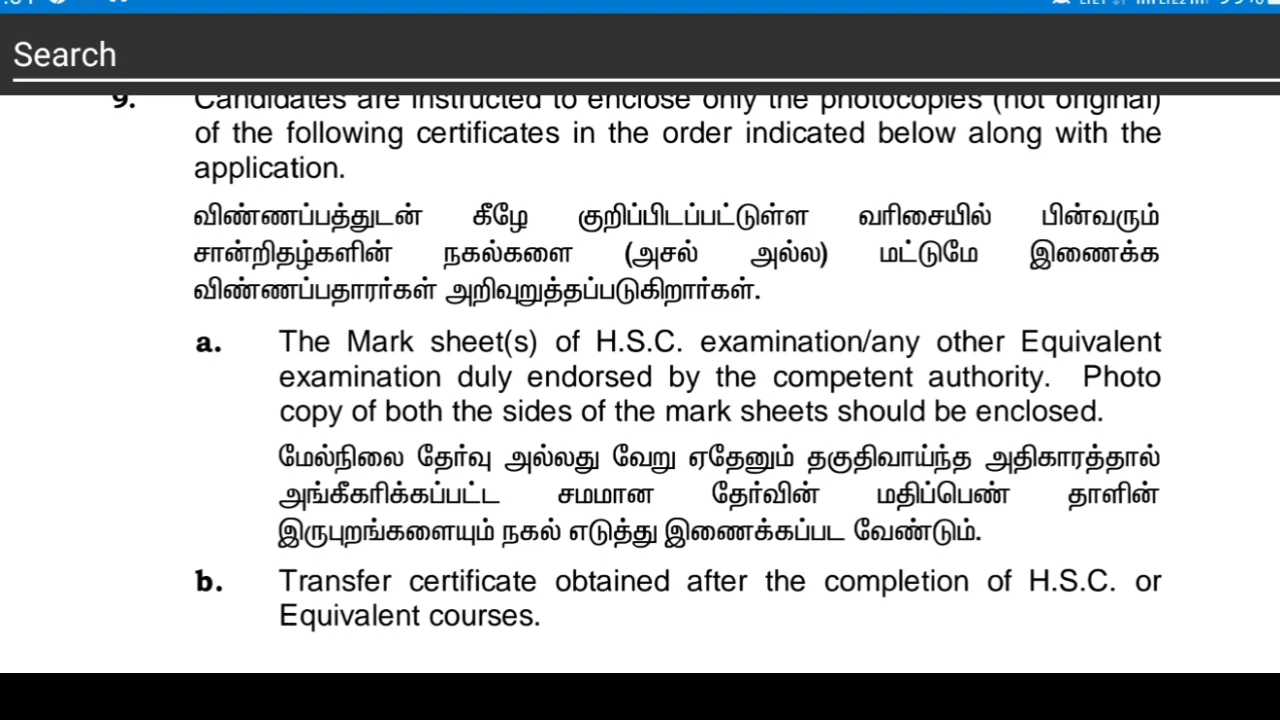 Search
9. Candidates are instructed to enclose only the photocopies (not original)
of the following certificates in the order indicated below along with the
application.
விண்ணப்பத்துடன் கீழே குறிப்பிடப்பட்டுள்ள வரிசையில் பின்வரும்
சான்றிதழ்களின் நகல்களை (அசல் அல்ல) மட்டுமே இணைக்க
விண்ணப்பதாரர்கள் அறிவுறுத்தப்படுகிறார்கள்.
a. The Mark sheet(s) of H.S.C. examination/any other Equivalent
examination duly endorsed by the competent authority. Photo
copy of both the sides of the mark sheets should be enclosed.
மேல்நிலை தேர்வு அல்லது வேறு ஏதேனும் தகுதிவாய்ந்த அதிகாரத்தால்
அங்கீகரிக்கப்பட்ட சமமான தேர்வின் மதிப்பெண் தாளின்
இருபுறங்களையும் நகல் எடுத்து இணைக்கப்பட வேண்டும்.
b. Transfer certificate obtained after the completion of H.S.C. or
Equivalent courses.